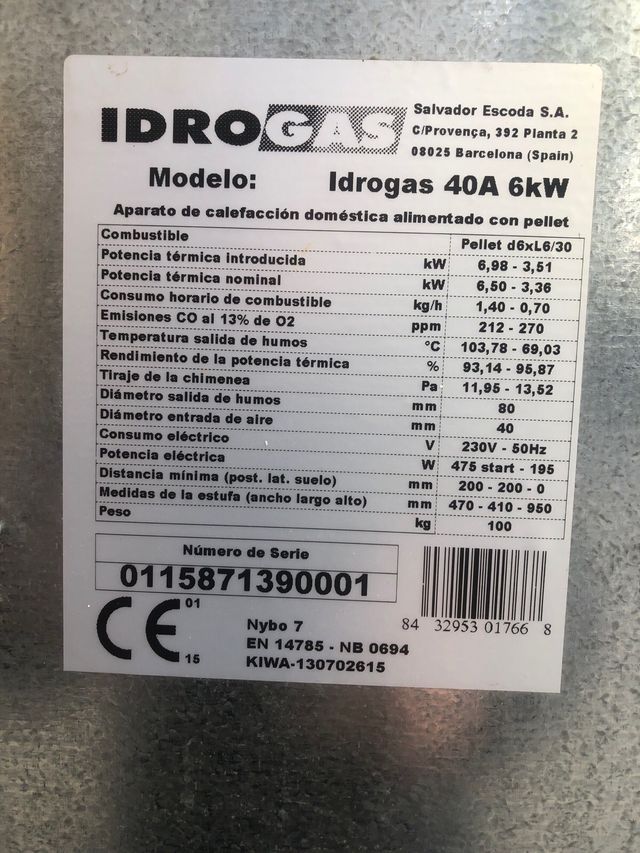 IDROGAS
Salvador Escoda S.A.
C/Provença, 392 Planta 2
08025 Barcelona (Spain)
Modelo: Idrogas 40A 6kW
Aparato de calefacción doméstica alimentado con pellet
Combustible Pellet d6xL6/30
Potencia térmica introducida kW 6,98 - 3,51
Potencia térmica nominal kW 6,50 - 3,36
Consumo horario de combustible kg/h 1,40 - 0,70
Emisiones CO al 13% de O2 ppm 212 - 270
Temperatura salida de humos °C 103,78 - 69,03
Rendimiento de la potencia térmica % 93,14 - 95,87
Tiraje de la chimenea Pa 11,95 - 13,52
Diámetro salida de humos mm 80
Diámetro entrada de aire mm 40
Consumo eléctrico V 230V - 50Hz
Potencia eléctrica W 475 start - 195
Distancia mínima (post. lat. suelo) mm 200 - 200 - 0
Medidas de la estufa (ancho largo alto) mm 470 - 410 - 950
Peso kg 100
Número de Serie
0115871390001
CE 01 15
Nybo 7
EN 14785 - NB 0694
KIWA-130702615
84 32953 01766 8